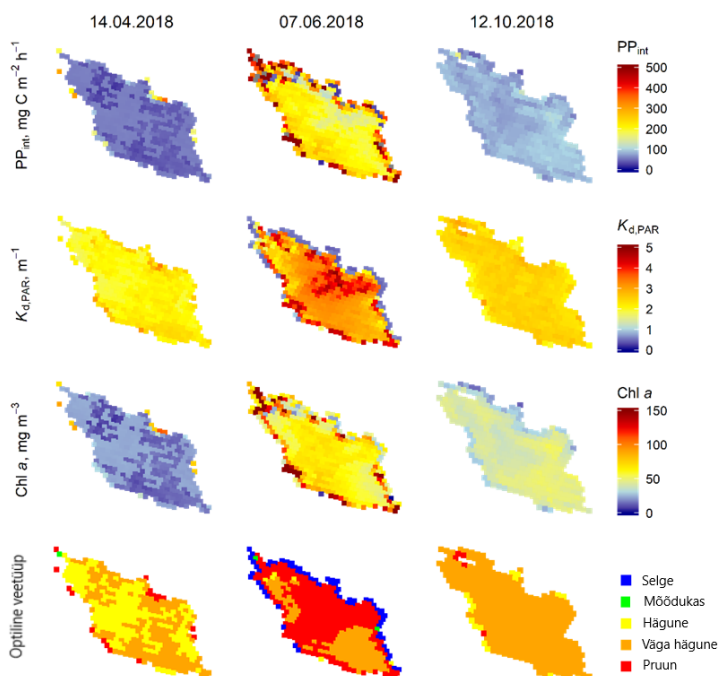 14.04.2018 07.06.2018 12.10.2018
PPint, mg C m−2 h−1
PPint
500
400
300
200
100
0
Kd,PAR, m−1
Kd,PAR
5
4
3
2
1
0
Chl a, mg m−3
Chl a
150
100
50
0
Optiline veetüüp
Selge
Mõõdukas
Hägune
Väga hägune
Pruun